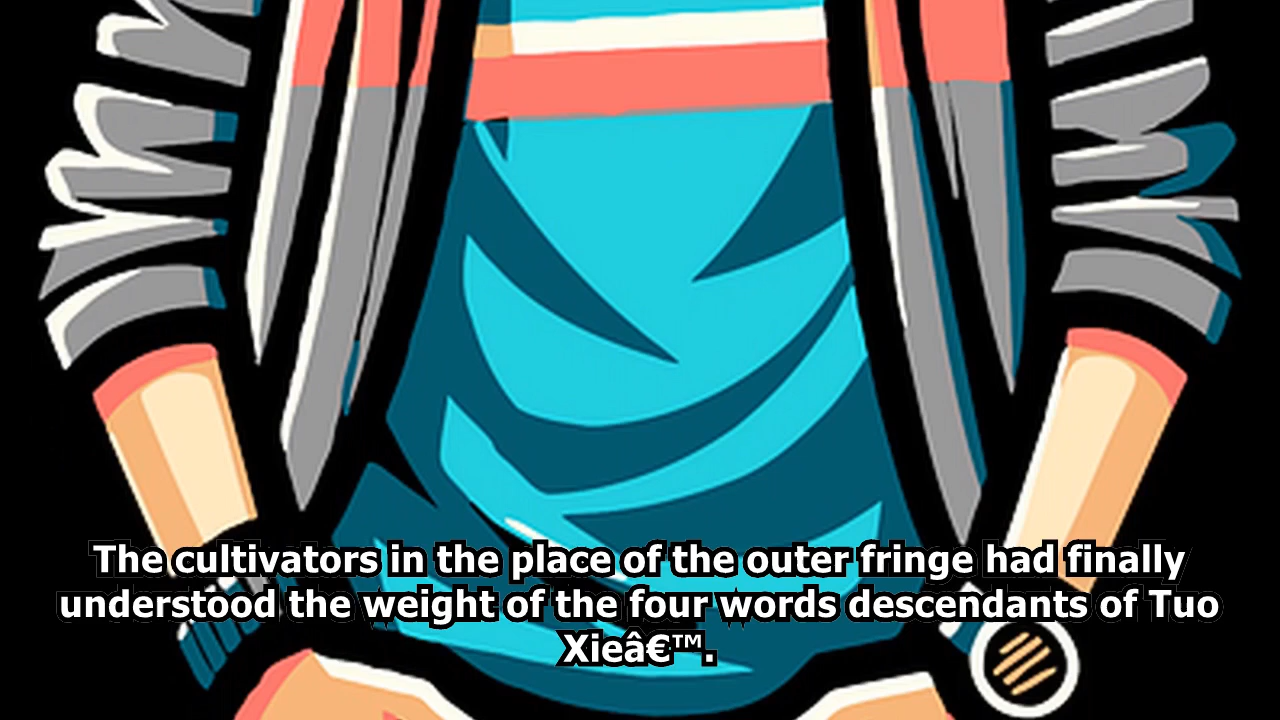 The cultivators in the place of the outer fringe had finally
understood the weight of the four words descendants of Tuo
Xieâ€™.